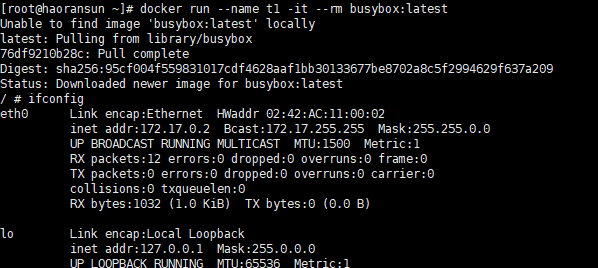 [root@haoransun ~]# docker run --name t1 -it --rm busybox:latest
Unable to find image 'busybox:latest' locally
latest: Pulling from library/busybox
76df9210b28c: Pull complete
Digest: sha256:95cf004f559831017cdf4628aaf1bb30133677be8702a8c5f2994629f637a209
Status: Downloaded newer image for busybox:latest
/ # ifconfig
eth0      Link encap:Ethernet  HWaddr 02:42:AC:11:00:02
          inet addr:172.17.0.2  Bcast:172.17.255.255  Mask:255.255.0.0
          UP BROADCAST RUNNING MULTICAST  MTU:1500  Metric:1
          RX packets:12 errors:0 dropped:0 overruns:0 frame:0
          TX packets:0 errors:0 dropped:0 overruns:0 carrier:0
          collisions:0 txqueuelen:0
          RX bytes:1032 (1.0 KiB)  TX bytes:0 (0.0 B)
lo        Link encap:Local Loopback
          inet addr:127.0.0.1  Mask:255.0.0.0
          UP LOOPBACK RUNNING  MTU:65536  Metric:1